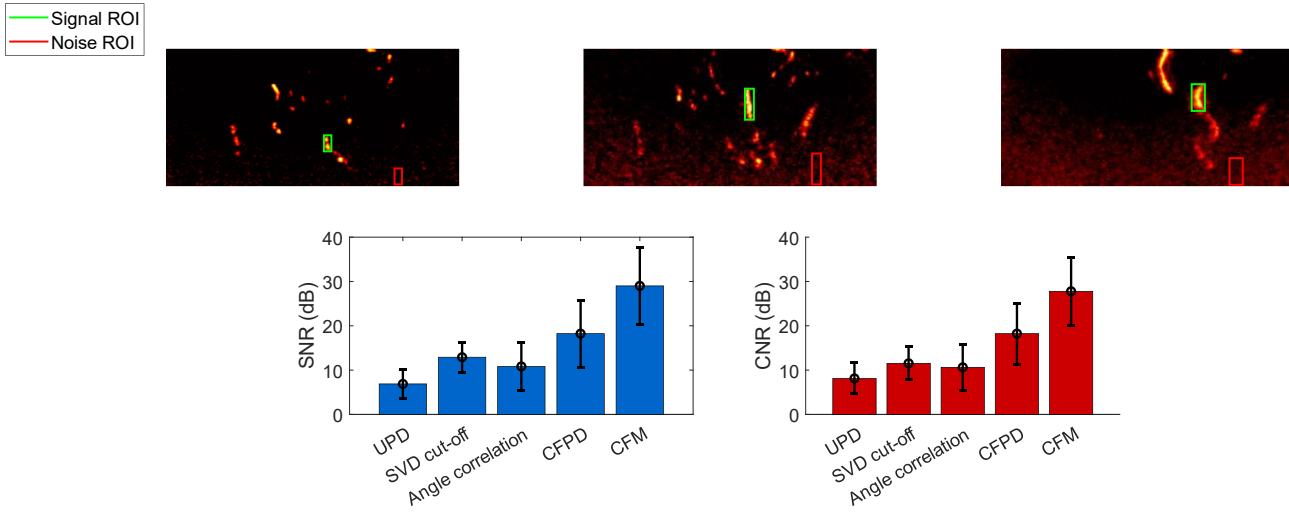 Signal ROI
Noise ROI
SNR (dB)
40
30
20
10
0
UPD
SVD cut-off
Angle correlation
CFPD
CFM
CNR (dB)
40
30
20
10
0
UPD
SVD cut-off
Angle correlation
CFPD
CFM